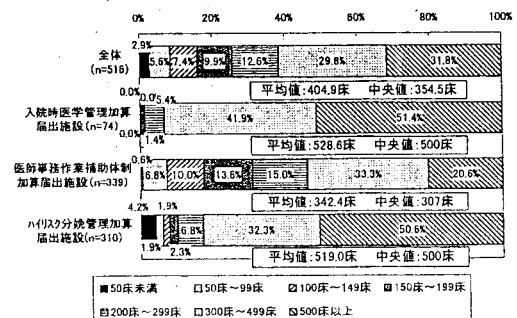 0% 20% 40% 60% 80% 100%
全体
(n=516)
2.9% 5.6% 7.4% 9.9% 12.6% 29.8% 31.8%
平均値:404.9床 中央値:354.5床
入院時医学管理加算
届出施設(n=74)
0.0% 0.0% 5.4% 41.9% 51.4%
0.0% 1.4%
平均値:528.6床 中央値:500床
医師事務作業補助体制
加算届出施設(n=339)
0.6% 6.8% 10.0% 13.6% 15.0% 33.3% 20.6%
平均値:342.4床 中央値:307床
ハイリスク分娩管理加算
届出施設(n=310)
4.2% 1.9% 6.8% 32.3% 50.6%
1.9% 2.3%
平均値:519.0床 中央値:500床
50床未満 50床~99床 100床~149床 150床~199床
200床~299床 300床~499床 500床以上